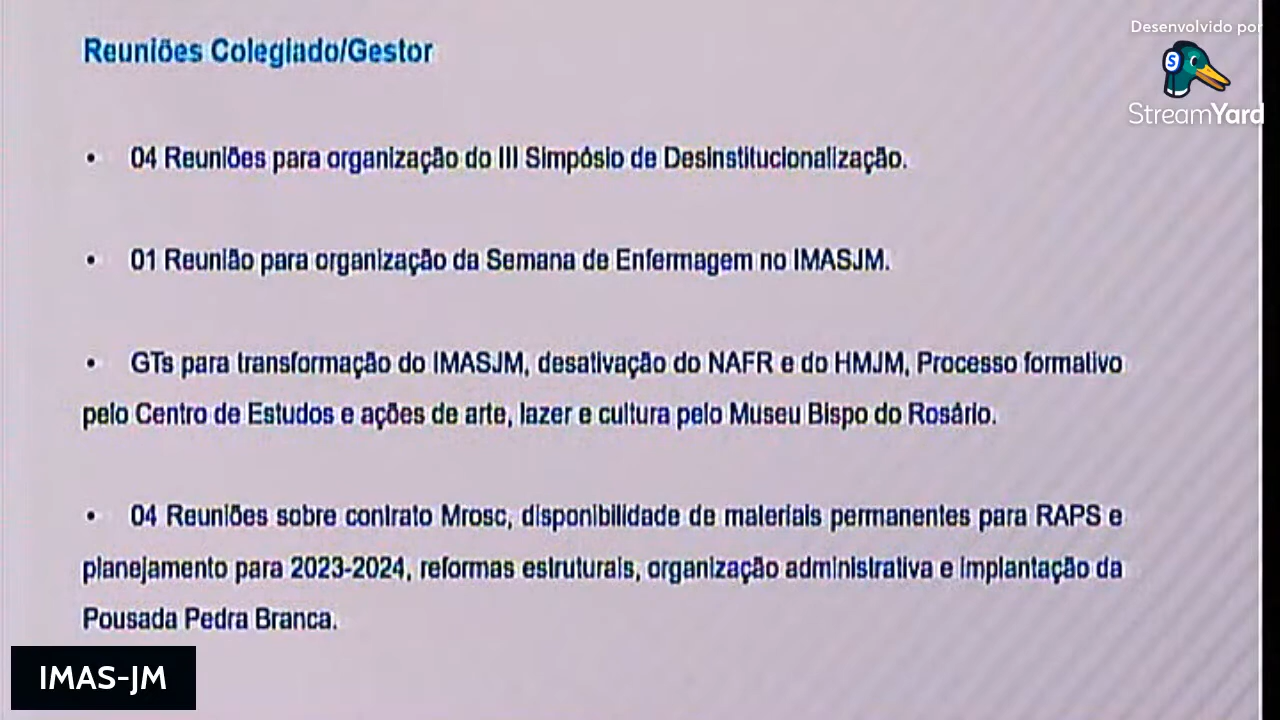 Desenvolvido por
StreamYard
Reuniões Colegiado/Gestor
• 04 Reuniões para organização do III Simpósio de Desinstitucionalização.
• 01 Reunião para organização da Semana de Enfermagem no IMASJM.
• GTs para transformação do IMASJM, desativação do NAFR e do HMJM, Processo formativo
pelo Centro de Estudos e ações de arte, lazer e cultura pelo Museu Bispo do Rosário.
• 04 Reuniões sobre contrato Mrosc, disponibilidade de materiais permanentes para RAPS e
planejamento para 2023-2024, reformas estruturais, organização administrativa e implantação da
Pousada Pedra Branca.
IMAS-JM